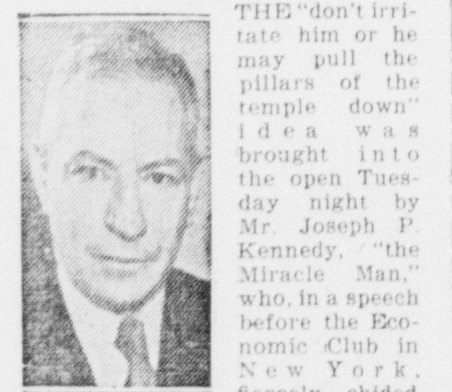 THE "don't irri-
tate him or he
may pull the
pillars of the
temple down"
idea was
brought into
the open Tues-
day night by
Mr. Joseph P.
Kennedy, "the
Miracle Man,"
who, in a speech
before the Eco-
nomic Club in
New York,
fiercely chided